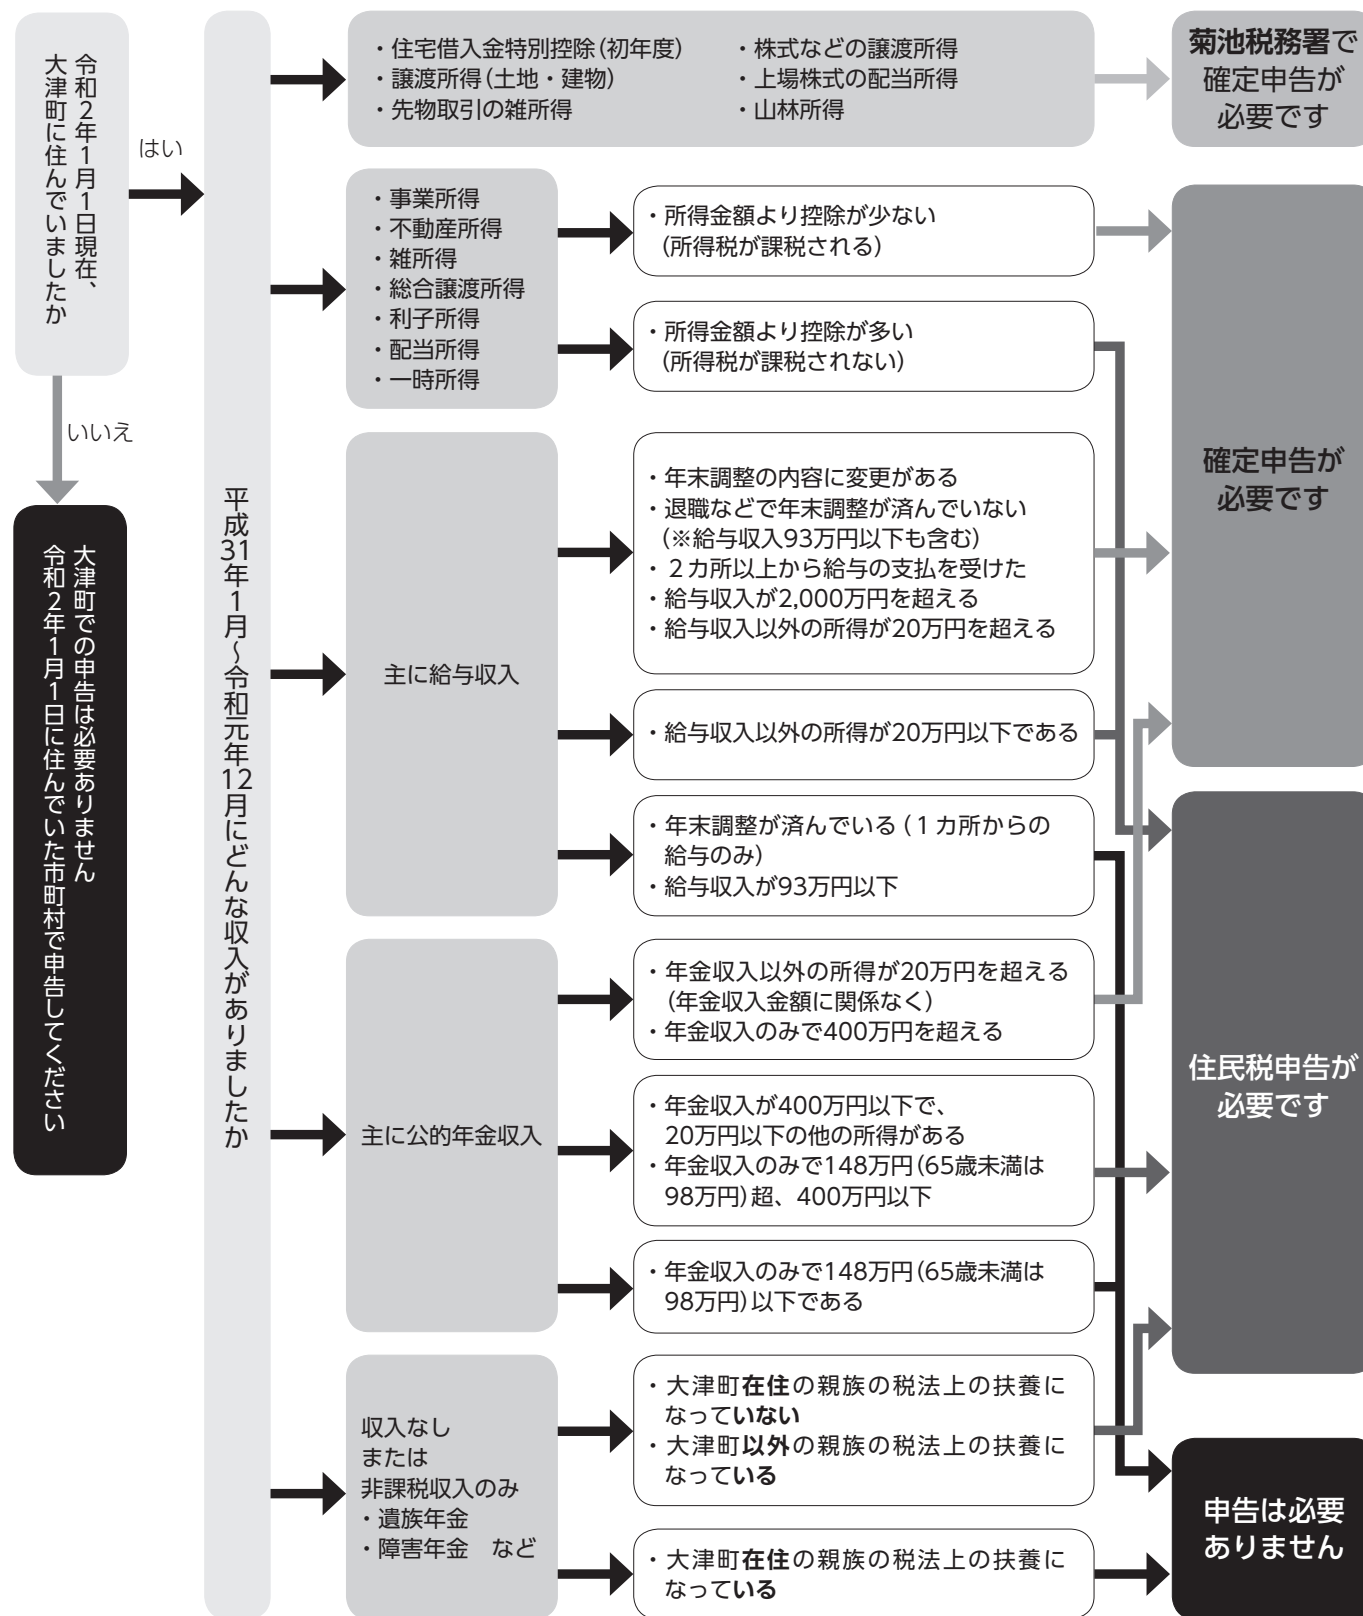 令和２年１月１日現在、
大津町に住んでいましたか
はい
いいえ
大津町での申告は必要ありません
令和２年１月１日に住んでいた市町村で申告してください
平成31年１月～令和元年12月にどんな収入がありましたか
・住宅借入金特別控除（初年度）
・譲渡所得（土地・建物）
・先物取引の雑所得
・株式などの譲渡所得
・上場株式の配当所得
・山林所得
菊池税務署で
確定申告が
必要です
・事業所得
・不動産所得
・雑所得
・総合譲渡所得
・利子所得
・配当所得
・一時所得
・所得金額より控除が少ない
（所得税が課税される）
・所得金額より控除が多い
（所得税が課税されない）
確定申告が
必要です
主に給与収入
・年末調整の内容に変更がある
・退職などで年末調整が済んでいない
（※給与収入93万円以下も含む）
・２カ所以上から給与の支払を受けた
・給与収入が2,000万円を超える
・給与収入以外の所得が20万円を超える
・給与収入以外の所得が20万円以下である
・年末調整が済んでいる（１カ所からの
給与のみ）
・給与収入が93万円以下
主に公的年金収入
・年金収入以外の所得が20万円を超える
（年金収入金額に関係なく）
・年金収入のみで400万円を超える
・年金収入が400万円以下で、
20万円以下の他の所得がある
・年金収入のみで148万円（65歳未満は
98万円）超、400万円以下
・年金収入のみで148万円（65歳未満は
98万円）以下である
住民税申告が
必要です
収入なし
または
非課税収入のみ
・遺族年金
・障害年金　など
・大津町在住の親族の税法上の扶養に
なっていない
・大津町以外の親族の税法上の扶養に
なっている
・大津町在住の親族の税法上の扶養に
なっている
申告は必要
ありません